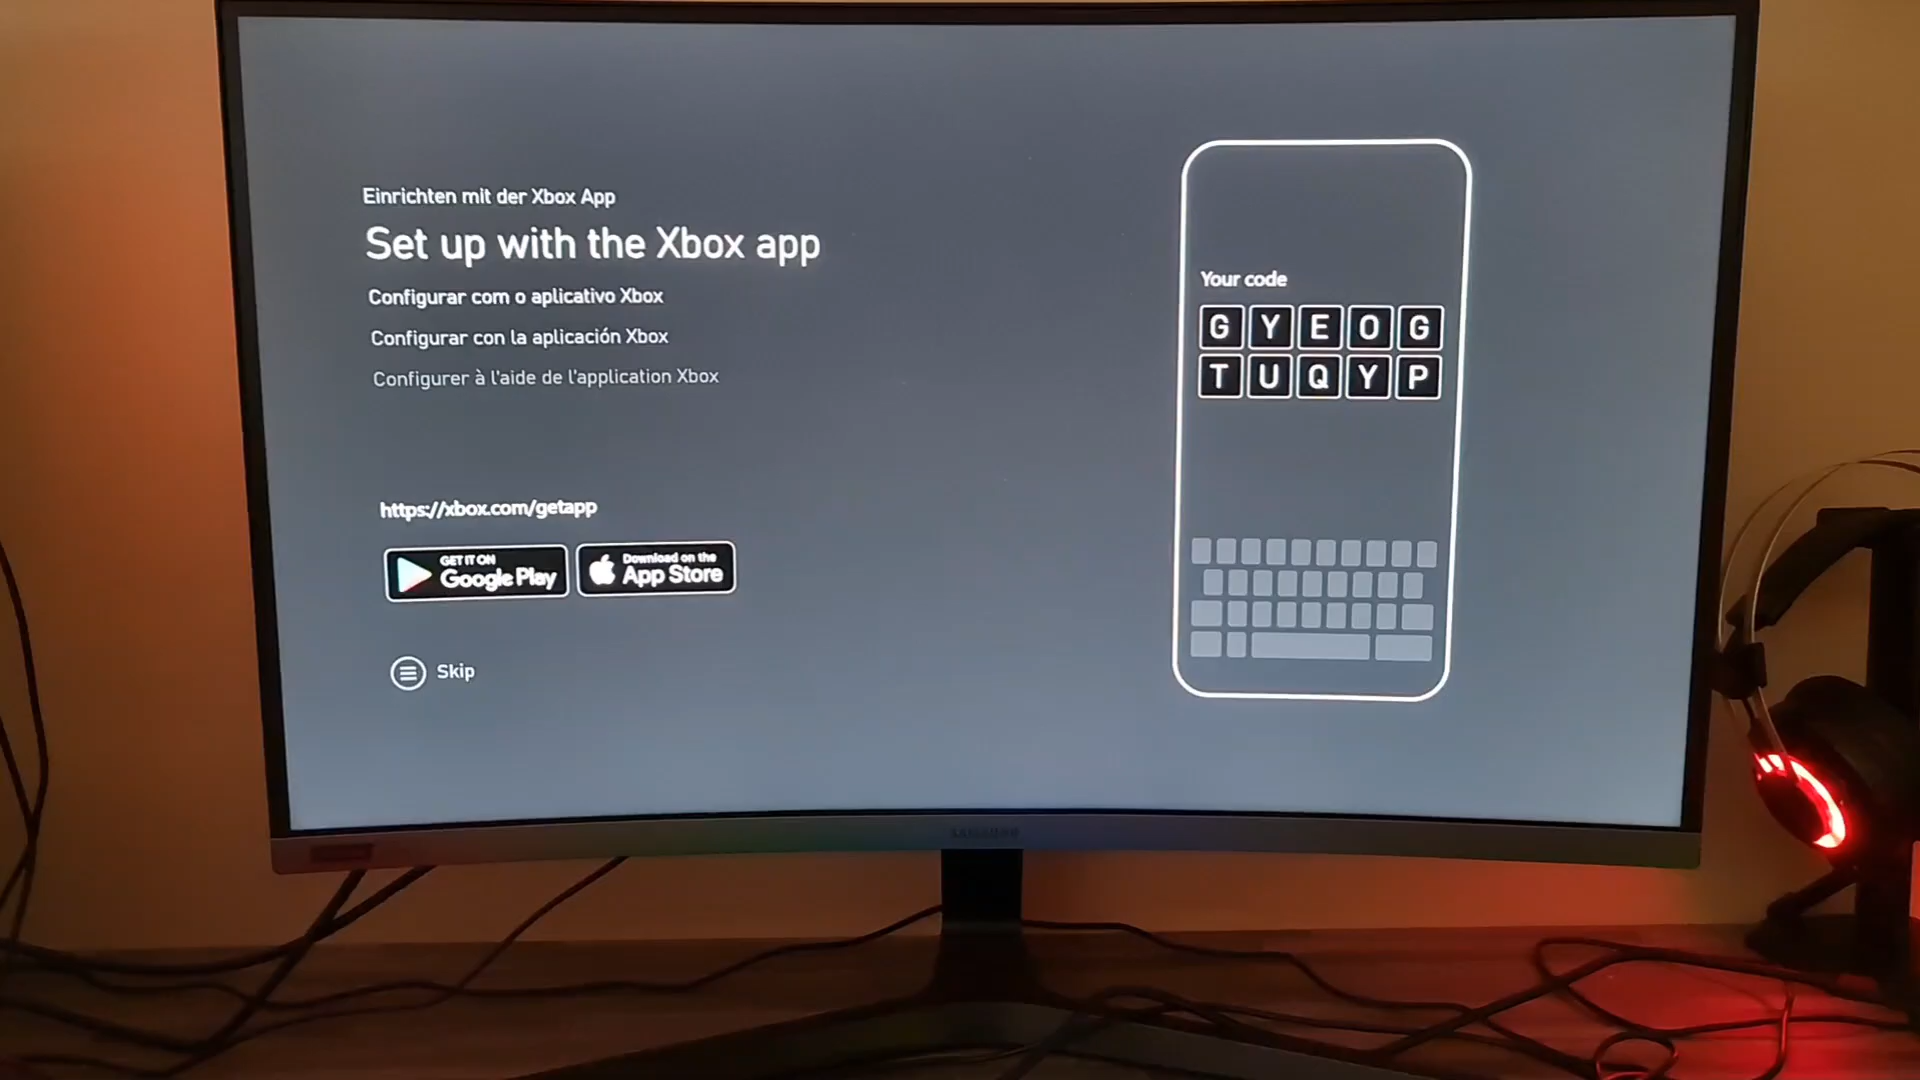 Einrichten mit der Xbox App
Set up with the Xbox app
Configurar com o aplicativo Xbox
Configurar con la aplicación Xbox
Configurer à l'aide de l'application Xbox
https://xbox.com/getapp
GET IT ON
Google Play
Download on the
App Store
Skip
Your code
G Y E O G
T U Q Y P
SAMSUNG